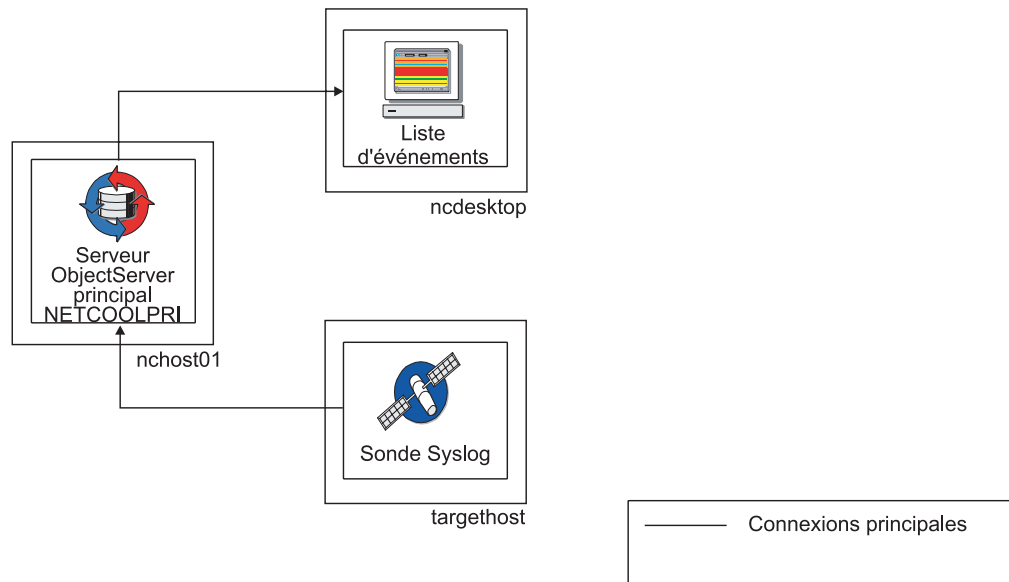 Liste
d'événements
ncdesktop
Serveur
ObjectServer
principal
NETCOOLPRI
nchost01
Sonde Syslog
targethost
Connexions principales